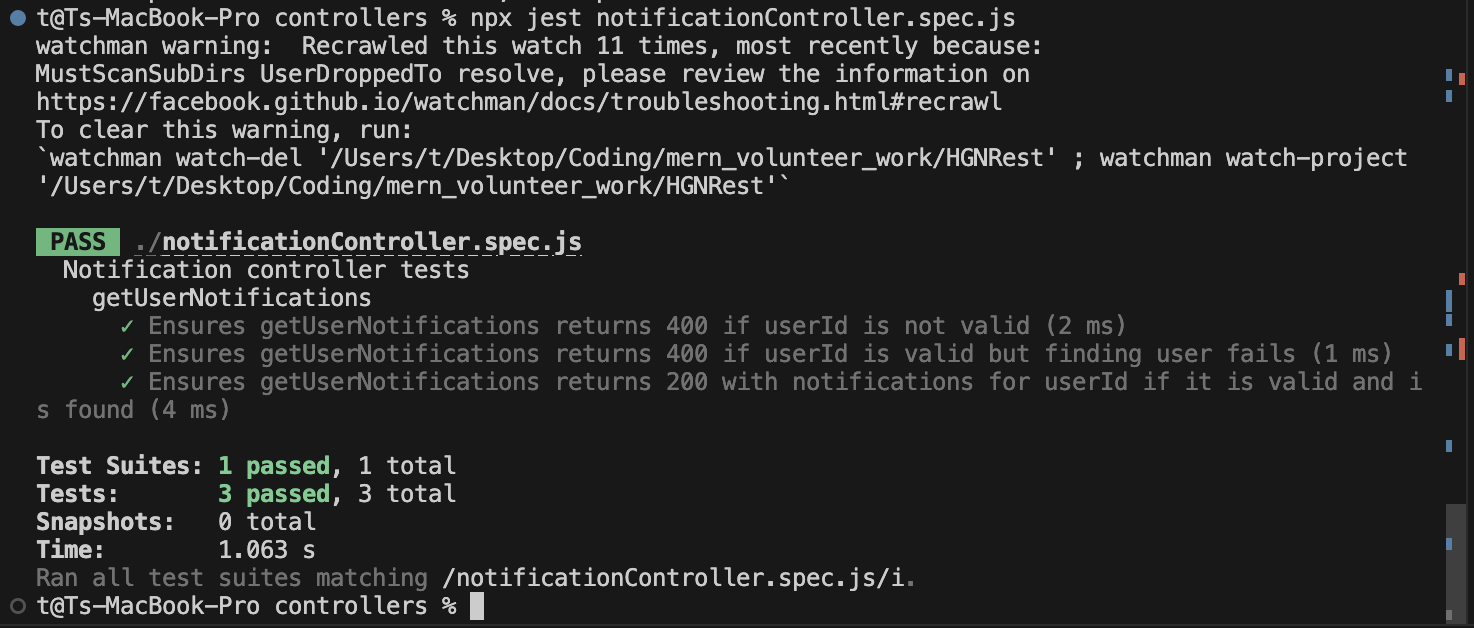 t@Ts-MacBook-Pro controllers % npx jest notificationController.spec.js
watchman warning:  Recrawled this watch 11 times, most recently because:
MustScanSubDirs UserDroppedTo resolve, please review the information on
https://facebook.github.io/watchman/docs/troubleshooting.html#recrawl
To clear this warning, run:
`watchman watch-del '/Users/t/Desktop/Coding/mern_volunteer_work/HGNRest' ; watchman watch-project
'/Users/t/Desktop/Coding/mern_volunteer_work/HGNRest'`
PASS ./notificationController.spec.js
Notification controller tests
getUserNotifications
✓ Ensures getUserNotifications returns 400 if userId is not valid (2 ms)
✓ Ensures getUserNotifications returns 400 if userId is valid but finding user fails (1 ms)
✓ Ensures getUserNotifications returns 200 with notifications for userId if it is valid and i
s found (4 ms)
Test Suites: 1 passed, 1 total
Tests:       3 passed, 3 total
Snapshots:   0 total
Time:        1.063 s
Ran all test suites matching /notificationController.spec.js/i.
t@Ts-MacBook-Pro controllers %